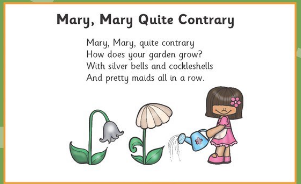 Mary, Mary Quite Contrary
Mary, Mary, quite contrary
How does your garden grow?
With silver bells and cockleshells
And pretty maids all in a row.